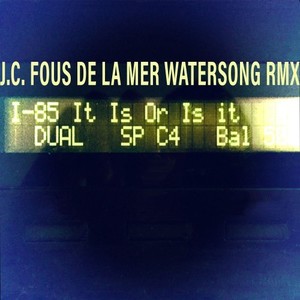 J.C. FOUS DE LA MER WATERSONG RMX
I-85 It Is Or Is it
DUAL SP C4 Bal